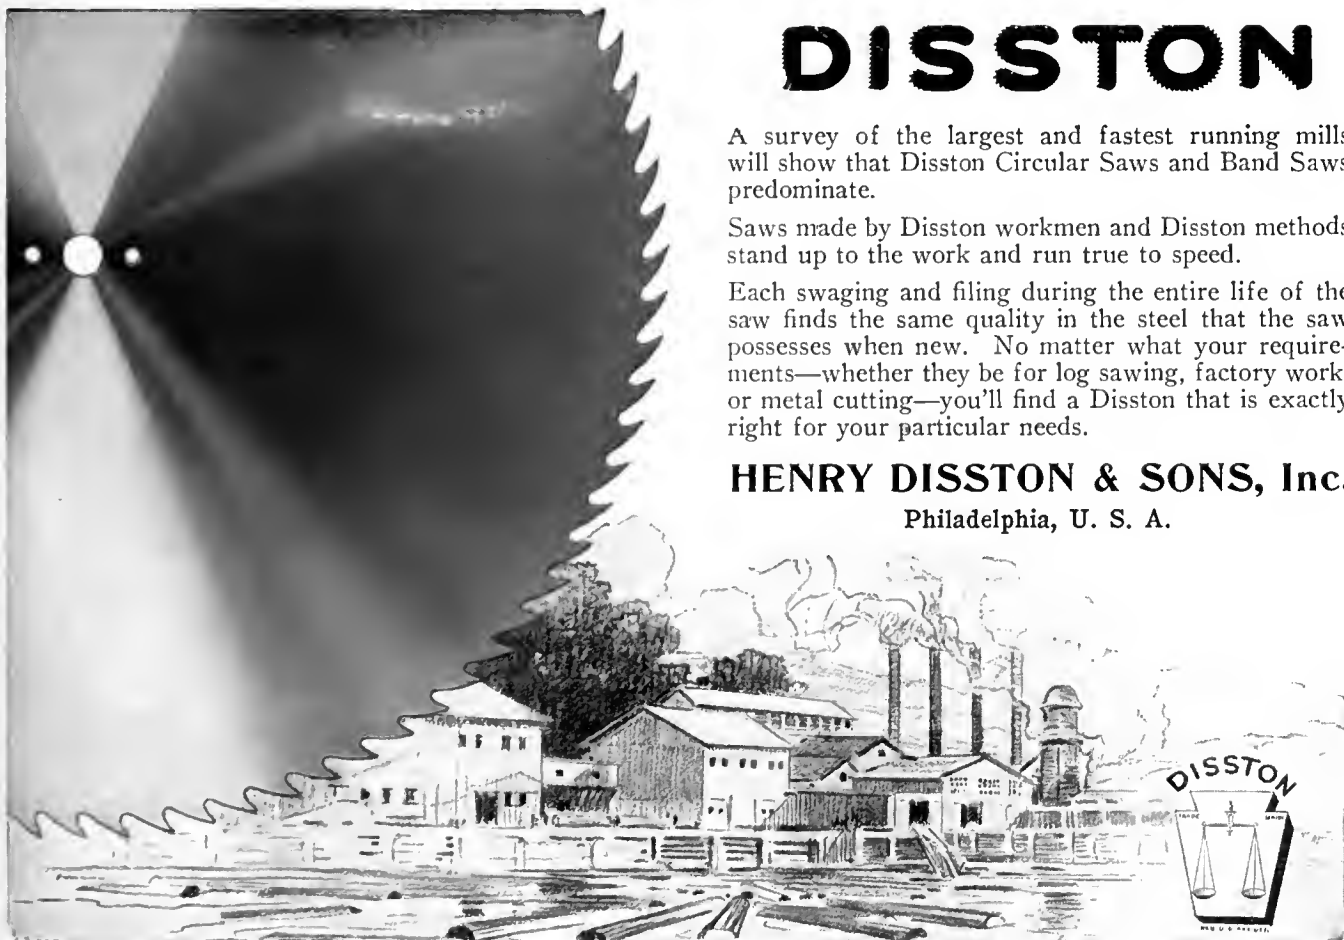 DISSTON
A survey of the largest and fastest running mills
will show that Disston Circular Saws and Band Saws
predominate.
Saws made by Disston workmen and Disston methods
stand up to the work and run true to speed.
Each swaging and filing during the entire life of the
saw finds the same quality in the steel that the saw
possesses when new. No matter what your require-
ments—whether they be for log sawing, factory work,
or metal cutting—you'll find a Disston that is exactly
right for your particular needs.
HENRY DISSTON & SONS, Inc.
Philadelphia, U. S. A.
DISSTON
TRADE MARK